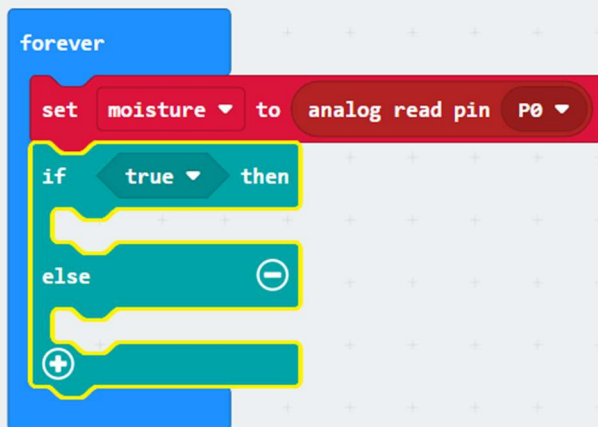 forever
set moisture to analog read pin P0
if true then
else